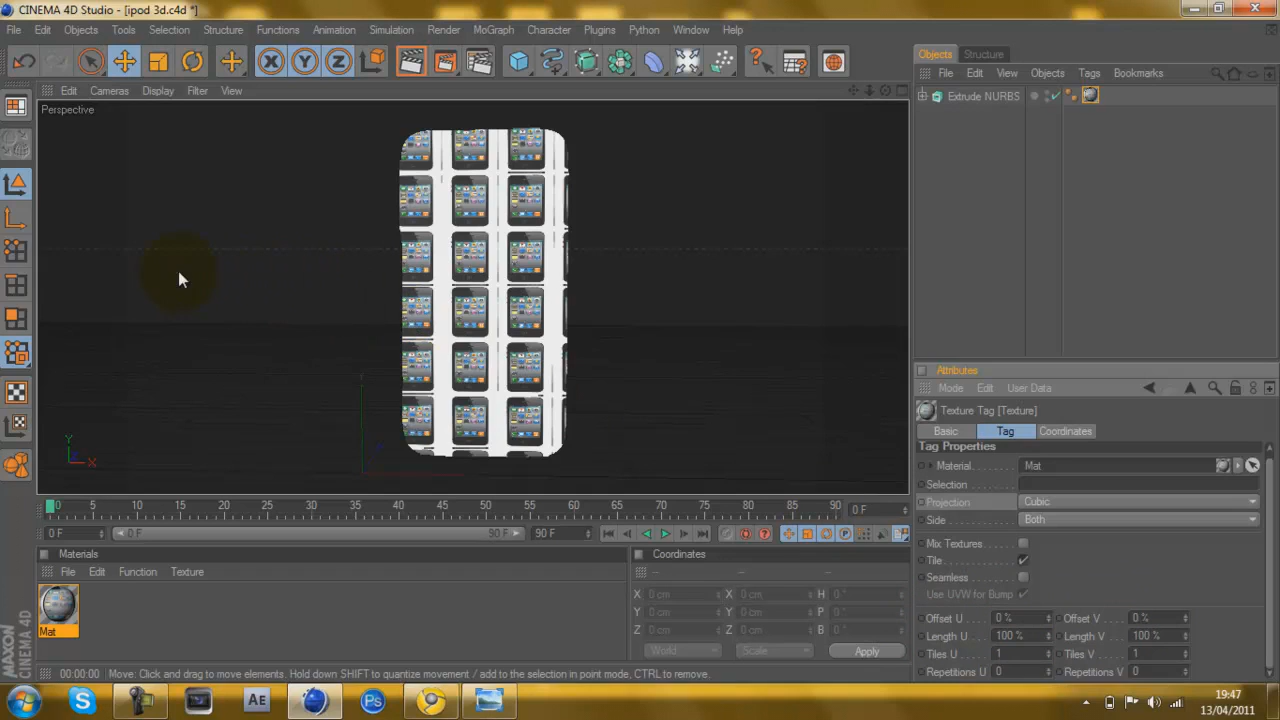 CINEMA 4D Studio - [ipod 3d.c4d *]
File Edit Objects Tools Selection Structure Functions Animation Simulation Render MoGraph Character Plugins Python Window Help
Objects Structure
File Edit View Objects Tags Bookmarks
Extrude NURBS
Edit Cameras Display Filter View
Perspective
Y
X
Attributes
Mode Edit User Data
Texture Tag [Texture]
Basic Tag Coordinates
Tag Properties
Material Mat
Selection
Projection Cubic
Side Both
Mix Textures
Tile
Seamless
Use UVW for Bump
Offset U 0 % Offset V 0 %
Length U 100 % Length V 100 %
Tiles U 1 Tiles V 1
Repetitions U 0 Repetitions V 0
0 5 10 15 20 25 30 35 40 45 50 55 60 65 70 75 80 85 90 0 F
0 F 0 F 90 F 90 F
Materials
File Edit Function Texture
Mat
Coordinates
-- -- --
X 0 cm X 0 cm H 0 °
Y 0 cm Y 0 cm P 0 °
Z 0 cm Z 0 cm B 0 °
World Scale Apply
MAXON CINEMA 4D
00:00:00 Move: Click and drag to move elements. Hold down SHIFT to quantize movement / add to the selection in point mode, CTRL to remove.
Ae
Ps
19:47
13/04/2011